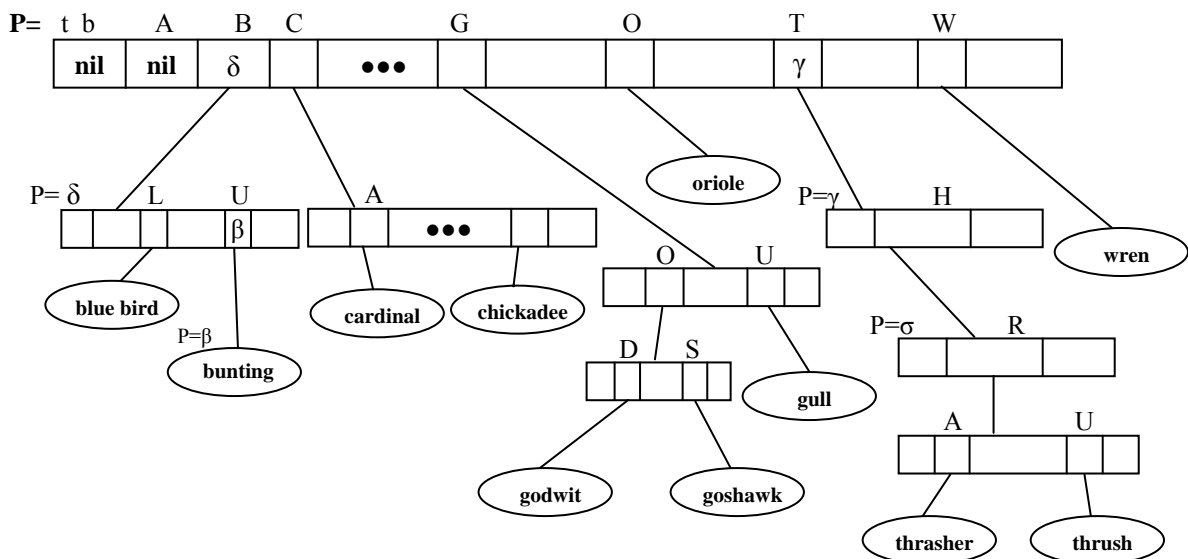 P= t b A B C G O T W
nil nil δ ●●● γ
oriole
P= δ L U A P=γ H
β ●●● wren
O U
blue bird cardinal chickadee
P=β P=σ R
bunting D S
gull
A U
godwit goshawk
thrasher thrush